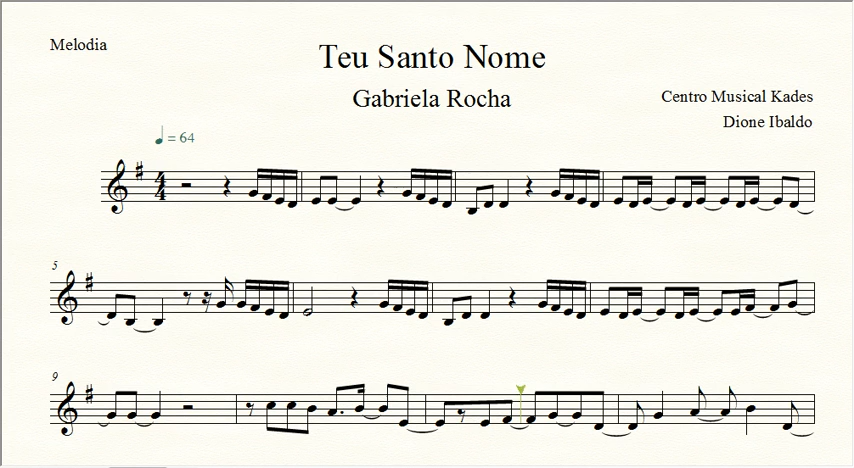 Melodia
Teu Santo Nome
Gabriela Rocha
Centro Musical Kades
Dione Ibaldo
= 64
4
4
5
9